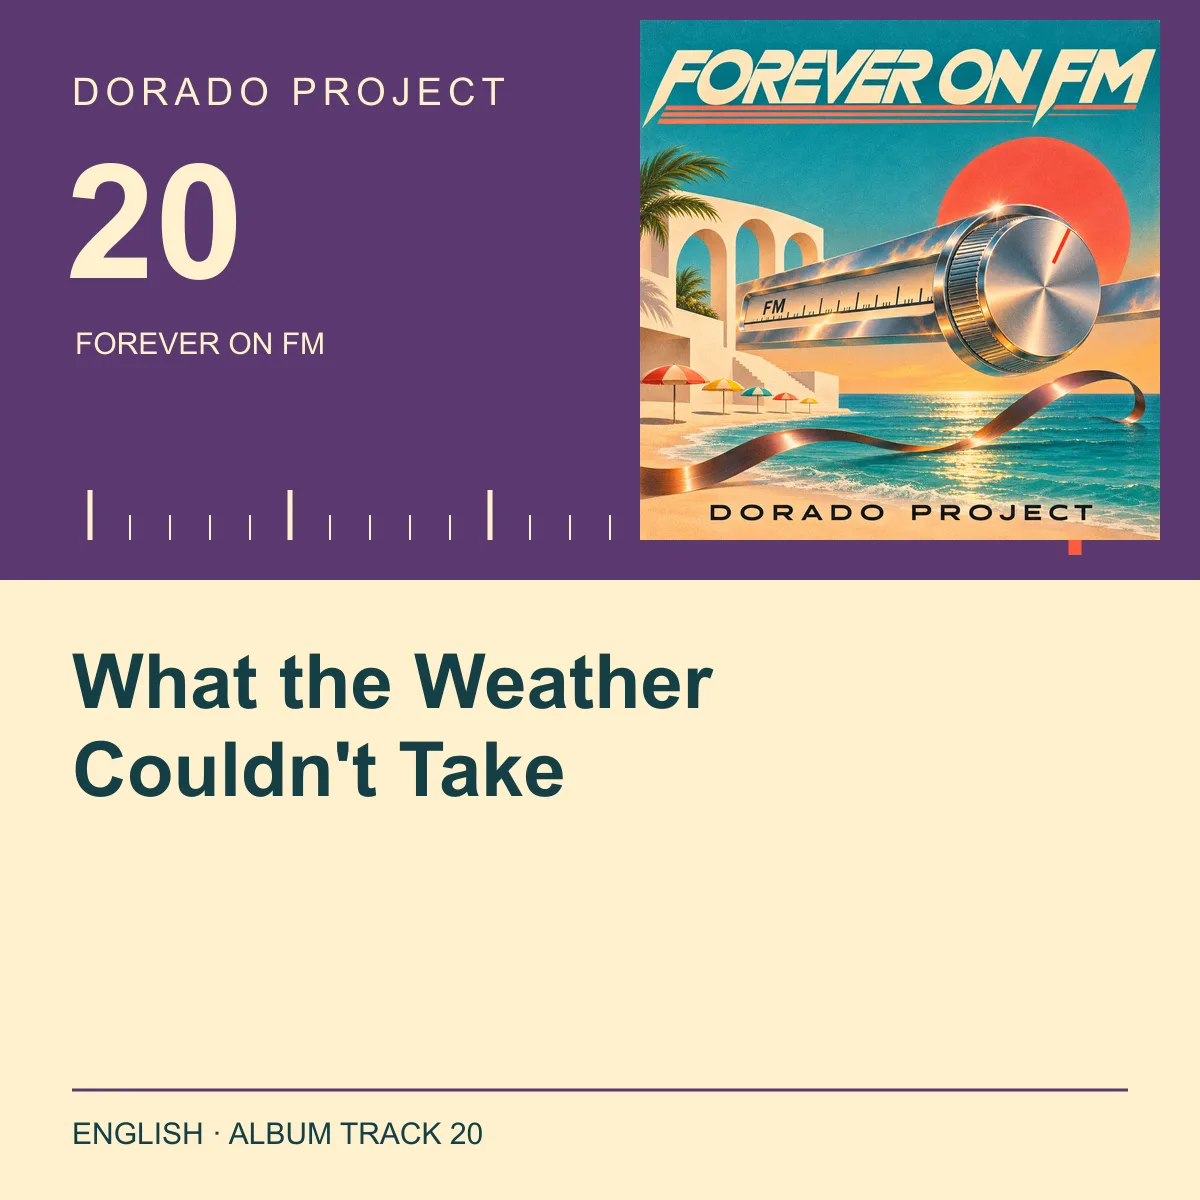 DORADO PROJECT
20
FOREVER ON FM
FOREVER ON FM
FM
DORADO PROJECT
What the Weather
Couldn't Take
ENGLISH · ALBUM TRACK 20